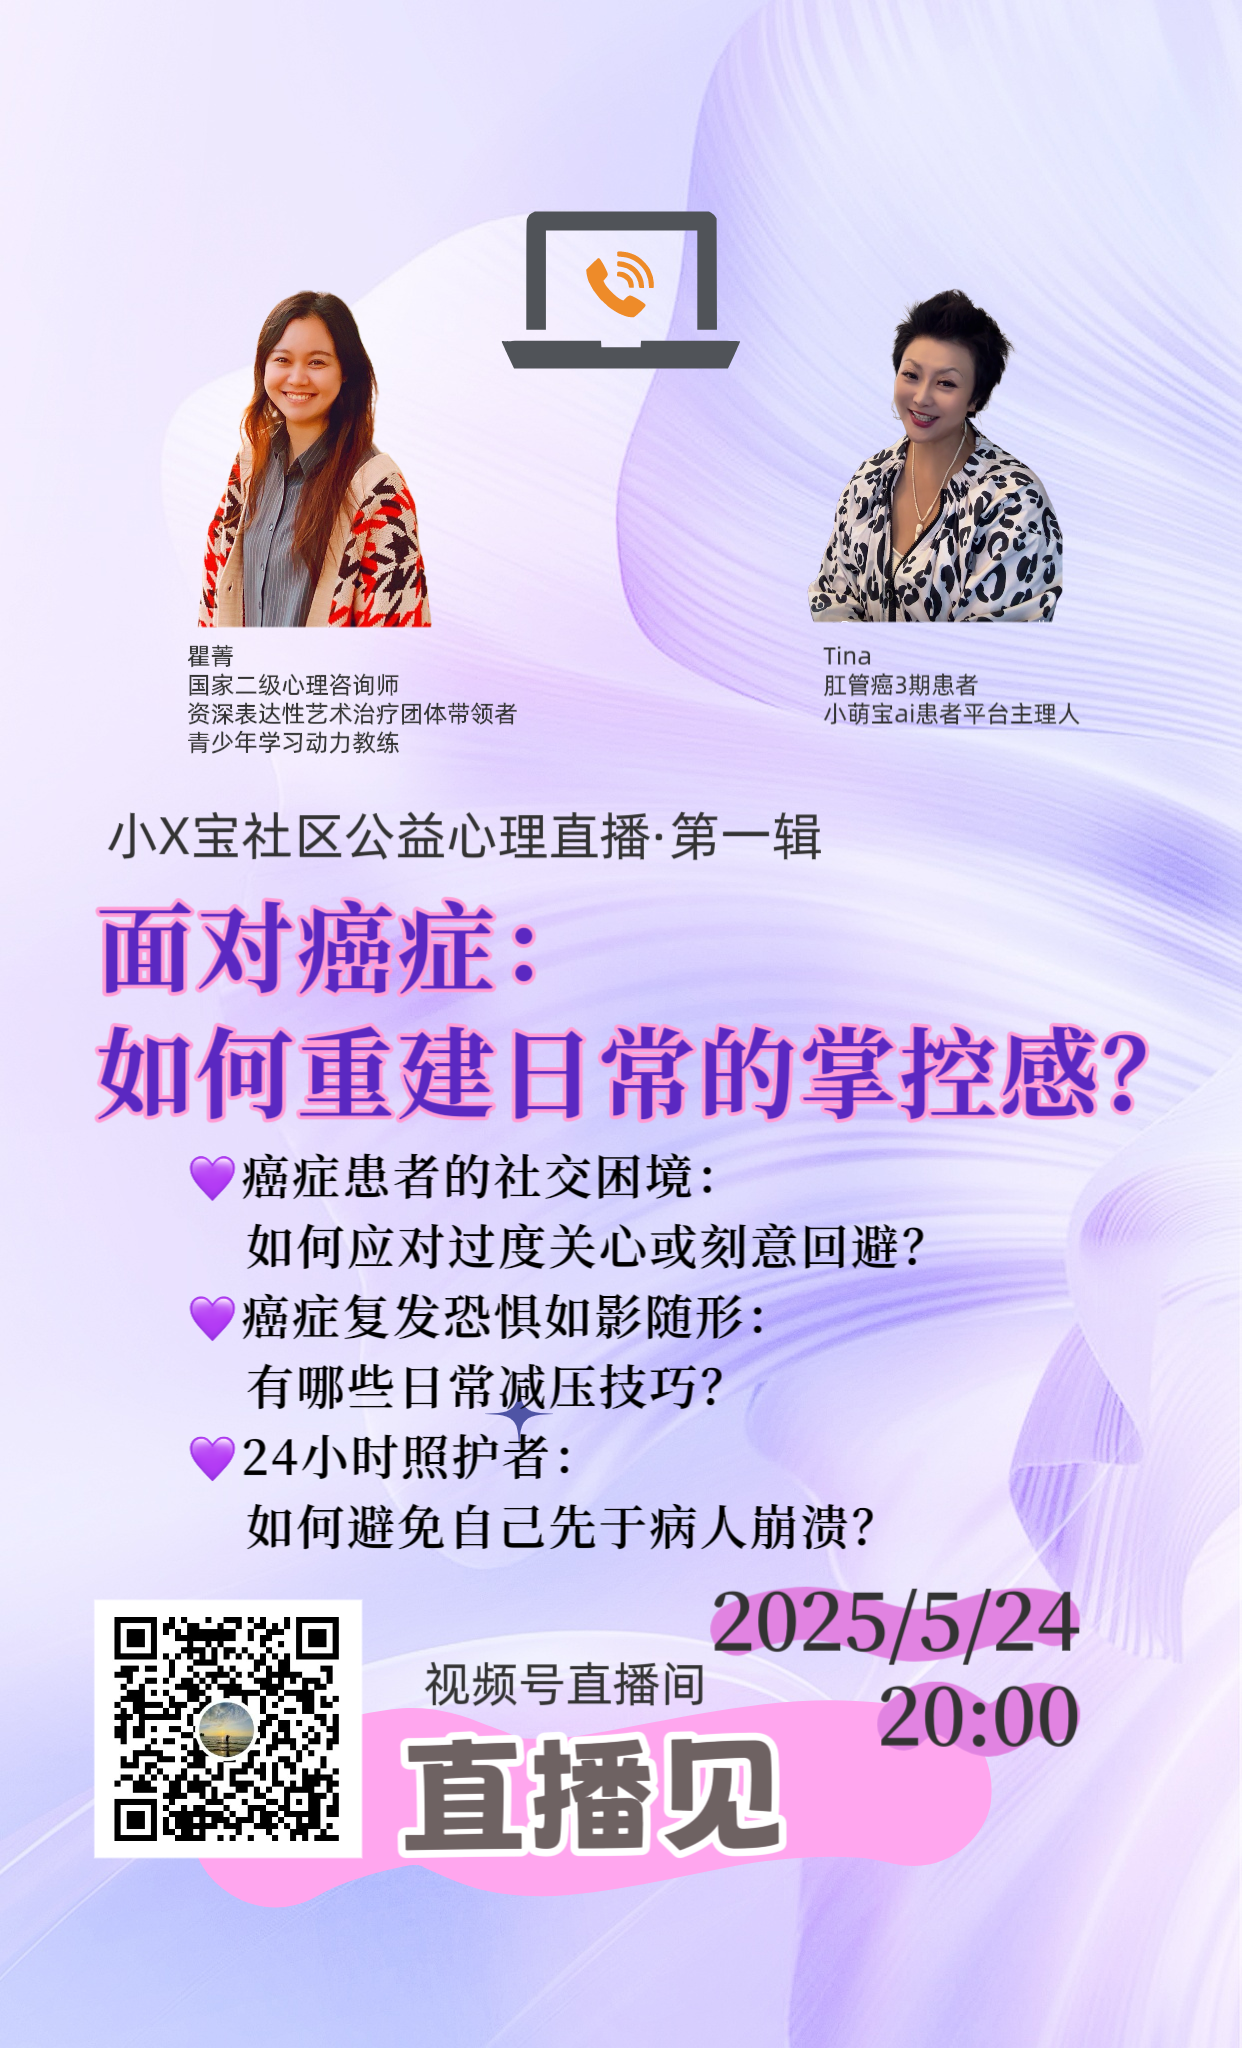 瞿菁
国家二级心理咨询师
资深表达性艺术治疗团体带领者
青少年学习动力教练
Tina
肛管癌3期患者
小萌宝ai患者平台主理人
小X宝社区公益心理直播·第一辑
面对癌症：
如何重建日常的掌控感？
💜癌症患者的社交困境：
如何应对过度关心或刻意回避？
💜癌症复发恐惧如影随形：
有哪些日常减压技巧？
💜24小时照护者：
如何避免自己先于病人崩溃？
2025/5/24
20:00
视频号直播间
直播见